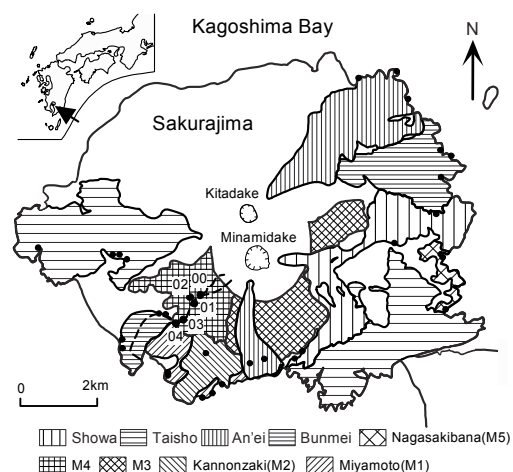 Kagoshima Bay
N
Sakurajima
Kitadake
Minamidake
00
02
01
03
04
0 2km
Showa Taisho An'ei Bunmei Nagasakibana(M5)
M4 M3 Kannonzaki(M2) Miyamoto(M1)